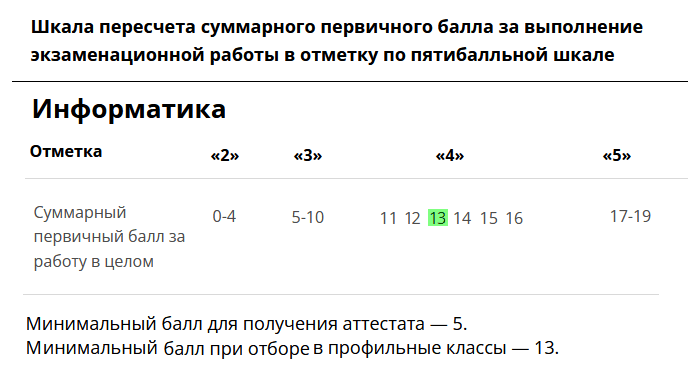 Шкала пересчета суммарного первичного балла за выполнение
экзаменационной работы в отметку по пятибалльной шкале
Информатика
Отметка «2» «3» «4» «5»
Суммарный
первичный балл за
работу в целом
0-4 5-10 11 12 13 14 15 16 17-19
Минимальный балл для получения аттестата — 5.
Минимальный балл при отборе в профильные классы — 13.